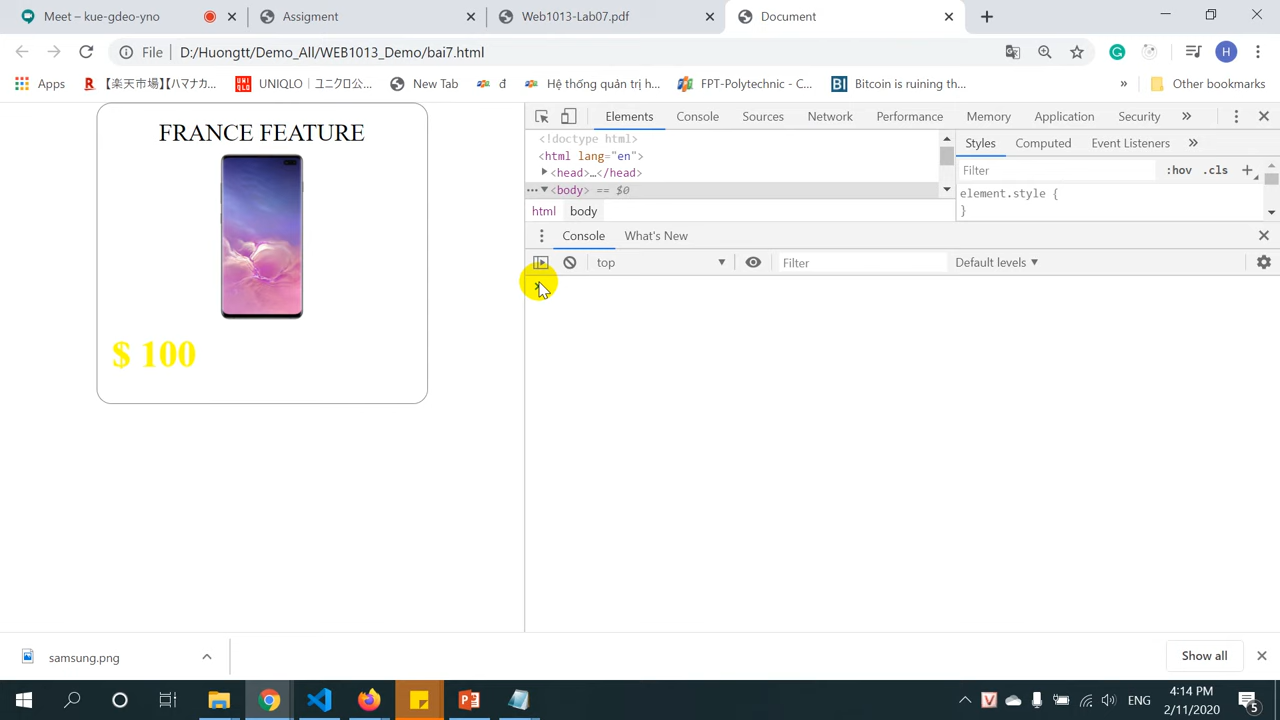 Meet – kue-gdeo-yno
Assigment
Web1013-Lab07.pdf
Document
File
D:/Huongtt/Demo_All/WEB1013_Demo/bai7.html
H
Apps
R
【楽天市場】【ハマナカ...
UNIQLO｜ユニクロ公...
New Tab
đ
Hệ thống quản trị h...
FPT-Polytechnic - C...
BI
Bitcoin is ruining th...
»
Other bookmarks
FRANCE FEATURE
$ 100
Elements
Console
Sources
Network
Performance
Memory
Application
Security
»
<!doctype html>
<html lang="en">
<head>…</head>
<body> == $0
html
body
Styles
Computed
Event Listeners
»
Filter
:hov
.cls
+
element.style {
}
Console
What's New
top
Filter
Default levels
samsung.png
Show all
ENG
4:14 PM
2/11/2020
5